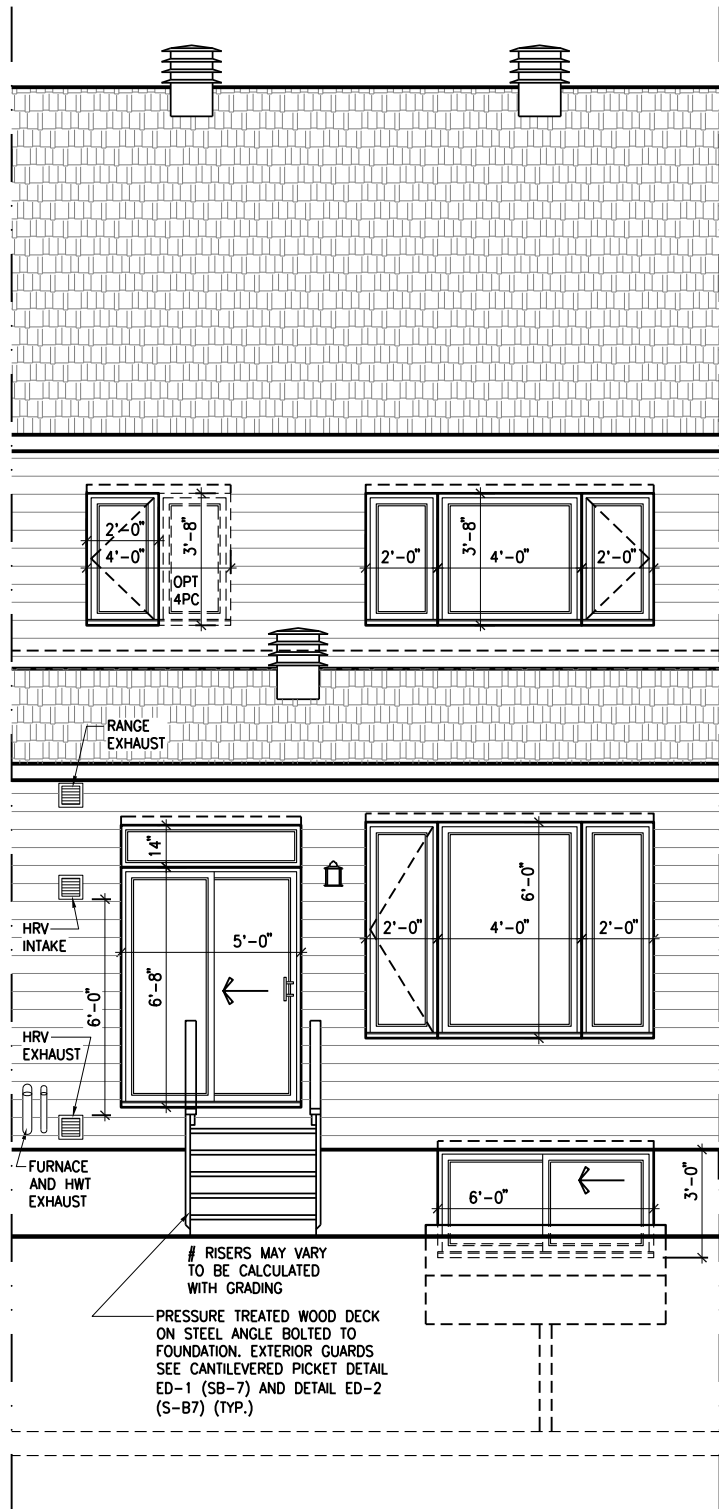 2'-0"
4'-0"
3'-8"
OPT
4PC
2'-0"
3'-8"
4'-0"
2'-0"
RANGE
EXHAUST
14"
6'-0"
HRV
INTAKE
5'-0"
2'-0"
4'-0"
2'-0"
6'-8"
6'-0"
HRV
EXHAUST
FURNACE
AND HWT
EXHAUST
6'-0"
3'-0"
# RISERS MAY VARY
TO BE CALCULATED
WITH GRADING
PRESSURE TREATED WOOD DECK
ON STEEL ANGLE BOLTED TO
FOUNDATION. EXTERIOR GUARDS
SEE CANTILEVERED PICKET DETAIL
ED-1 (SB-7) AND DETAIL ED-2
(S-B7) (TYP.)